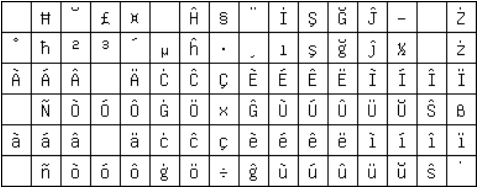 Ħ ˘ £ ¤ Ĥ § ¨ İ Ş Ğ Ĵ - Ż
° ħ ² ³ ´ µ ĥ · ¸ ı ş ğ ĵ ½ ż
À Á Â Ä Ċ Ĉ Ç È É Ê Ë Ì Í Î Ï
Ñ Ò Ó Ô Ġ Ö × Ĝ Ù Ú Û Ü Ŭ Ŝ ß
à á â ä ċ ĉ ç è é ê ë ì í î ï
ñ ò ó ô ġ ö ÷ ĝ ù ú û ü ŭ ŝ ˙